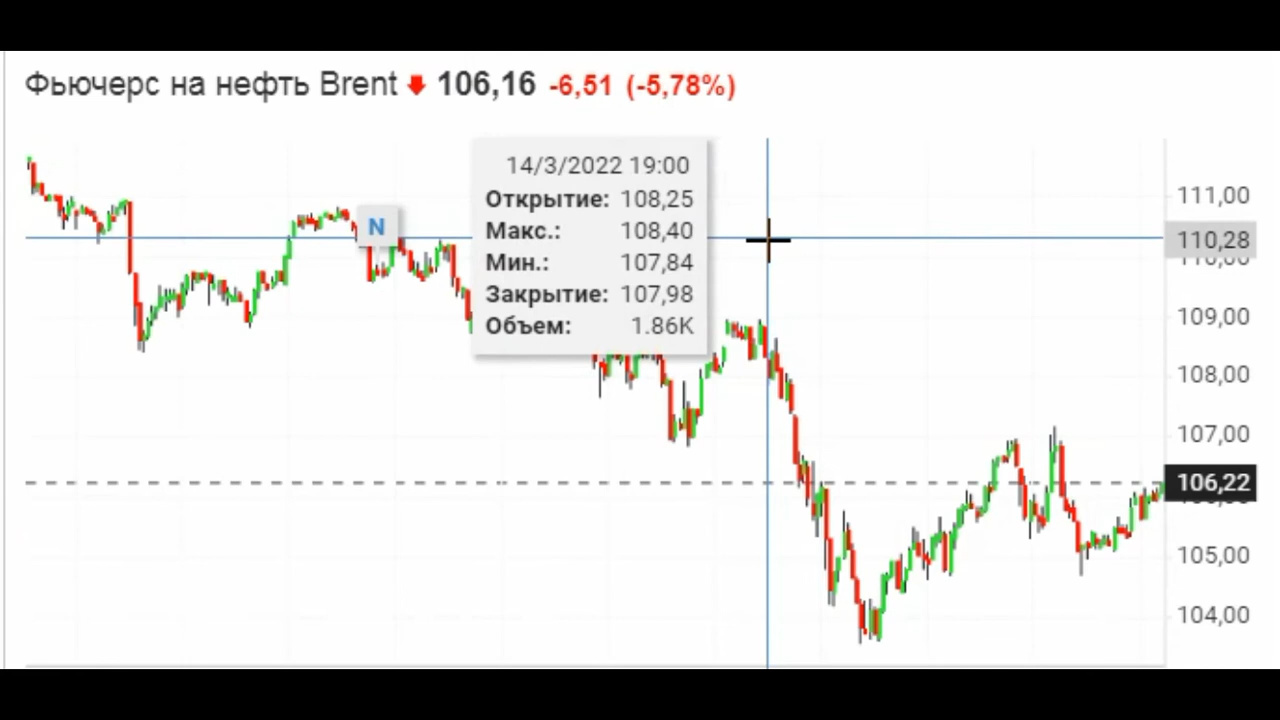 Фьючерс на нефть Brent 106,16 -6,51 (-5,78%)
14/3/2022 19:00
Открытие: 108,25
Макс.: 108,40
Мин.: 107,84
Закрытие: 107,98
Объем: 1.86K
N
111,00
110,28
109,00
108,00
107,00
106,22
105,00
104,00